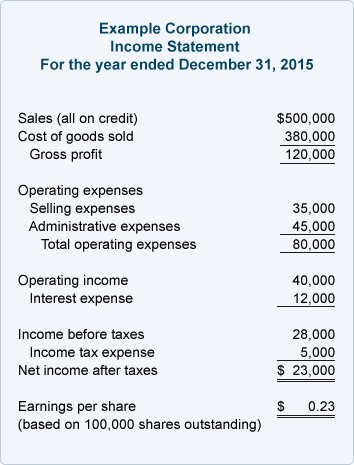 Example Corporation
Income Statement
For the year ended December 31, 2015
Sales (all on credit) $500,000
Cost of goods sold 380,000
Gross profit 120,000
Operating expenses
Selling expenses 35,000
Administrative expenses 45,000
Total operating expenses 80,000
Operating income 40,000
Interest expense 12,000
Income before taxes 28,000
Income tax expense 5,000
Net income after taxes $ 23,000
Earnings per share $ 0.23
(based on 100,000 shares outstanding)